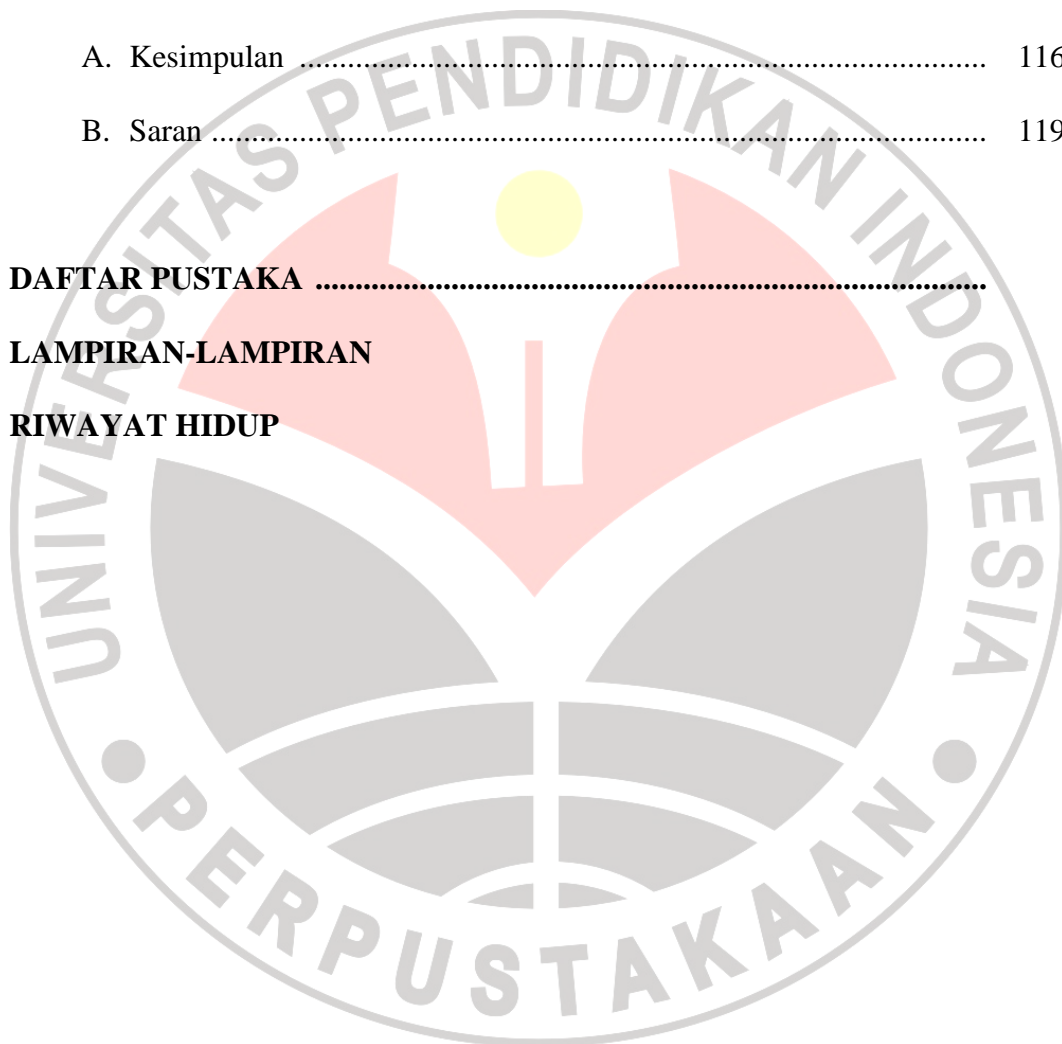 A. Kesimpulan ...................................................................................... 116
B. Saran ................................................................................................. 119
DAFTAR PUSTAKA ....................................................................................
LAMPIRAN-LAMPIRAN
RIWAYAT HIDUP
UNIVERSITAS PENDIDIKAN INDONESIA
PERPUSTAKAAN